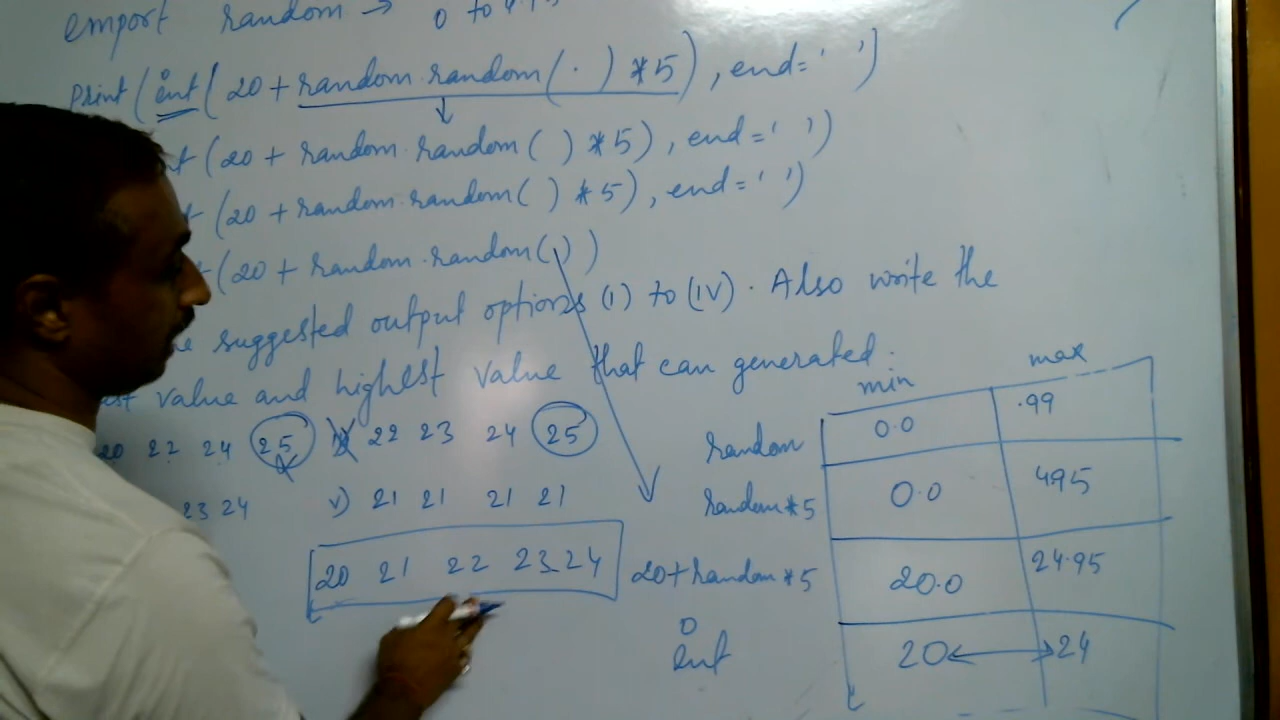 import random → 0 to 4.95
Print (int( 20 + random.random( . ) *5) , end=' ')
nt (20 + random.random( ) *5) , end=' ')
t (20 + random.random( ) *5) , end=' ')
t (20 + random.random( ) )
suggested output options (I) to (IV). Also write the
est value and highest value that can generated.
min max
20 22 24 25 22 23 24 25
random 0.0 .99
23 24 v) 21 21 21 21
random*5 0.0 495
20 21 22 23 24
20+random*5 20.0 24.95
int 20 ↔ 24